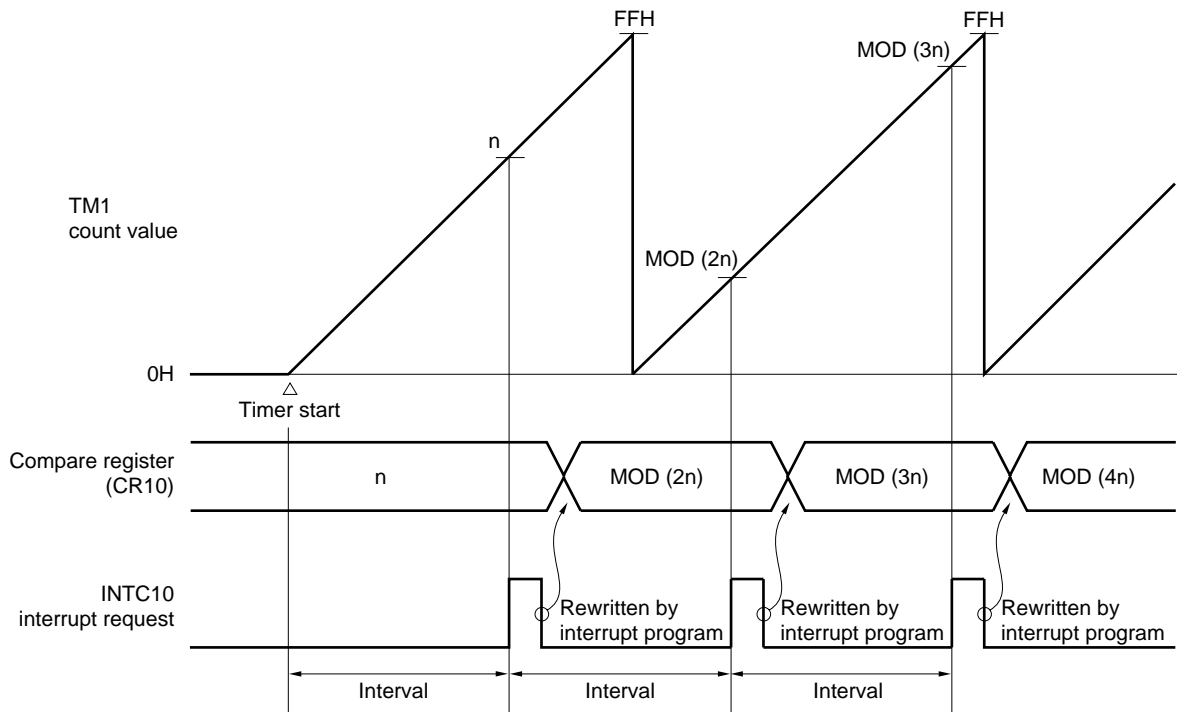 FFH
FFH
MOD (3n)
n
TM1
count value
MOD (2n)
0H
Timer start
Compare register
(CR10)
n
MOD (2n)
MOD (3n)
MOD (4n)
INTC10
interrupt request
Rewritten by
interrupt program
Rewritten by
interrupt program
Rewritten by
interrupt program
Interval
Interval
Interval